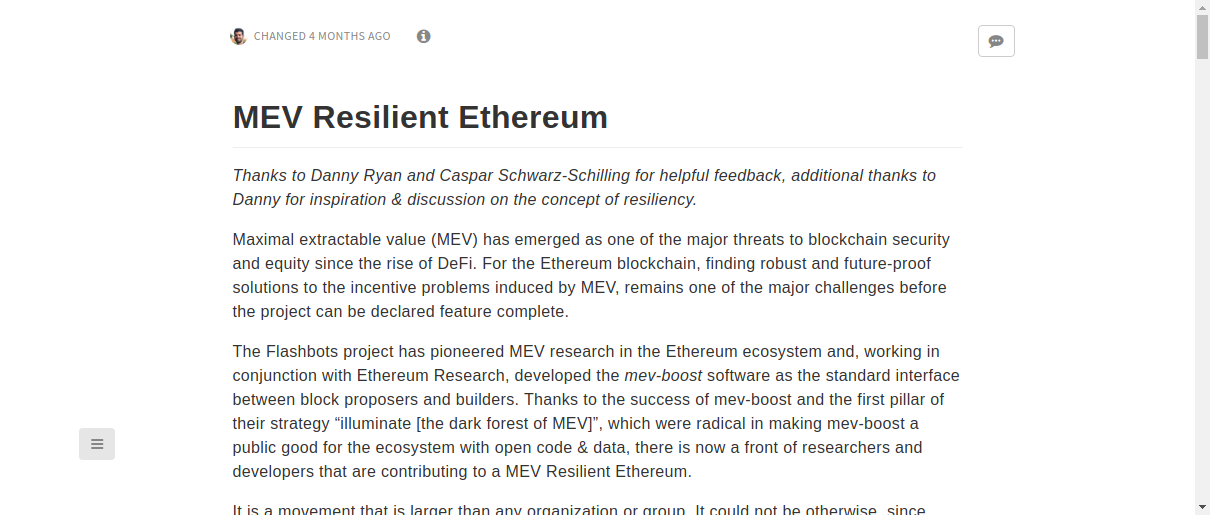 CHANGED 4 MONTHS AGO
MEV Resilient Ethereum
Thanks to Danny Ryan and Caspar Schwarz-Schilling for helpful feedback, additional thanks to
Danny for inspiration & discussion on the concept of resiliency.
Maximal extractable value (MEV) has emerged as one of the major threats to blockchain security
and equity since the rise of DeFi. For the Ethereum blockchain, finding robust and future-proof
solutions to the incentive problems induced by MEV, remains one of the major challenges before
the project can be declared feature complete.
The Flashbots project has pioneered MEV research in the Ethereum ecosystem and, working in
conjunction with Ethereum Research, developed the mev-boost software as the standard interface
between block proposers and builders. Thanks to the success of mev-boost and the first pillar of
their strategy “illuminate [the dark forest of MEV]”, which were radical in making mev-boost a
public good for the ecosystem with open code & data, there is now a front of researchers and
developers that are contributing to a MEV Resilient Ethereum.
It is a movement that is larger than any organization or group. It could not be otherwise, since